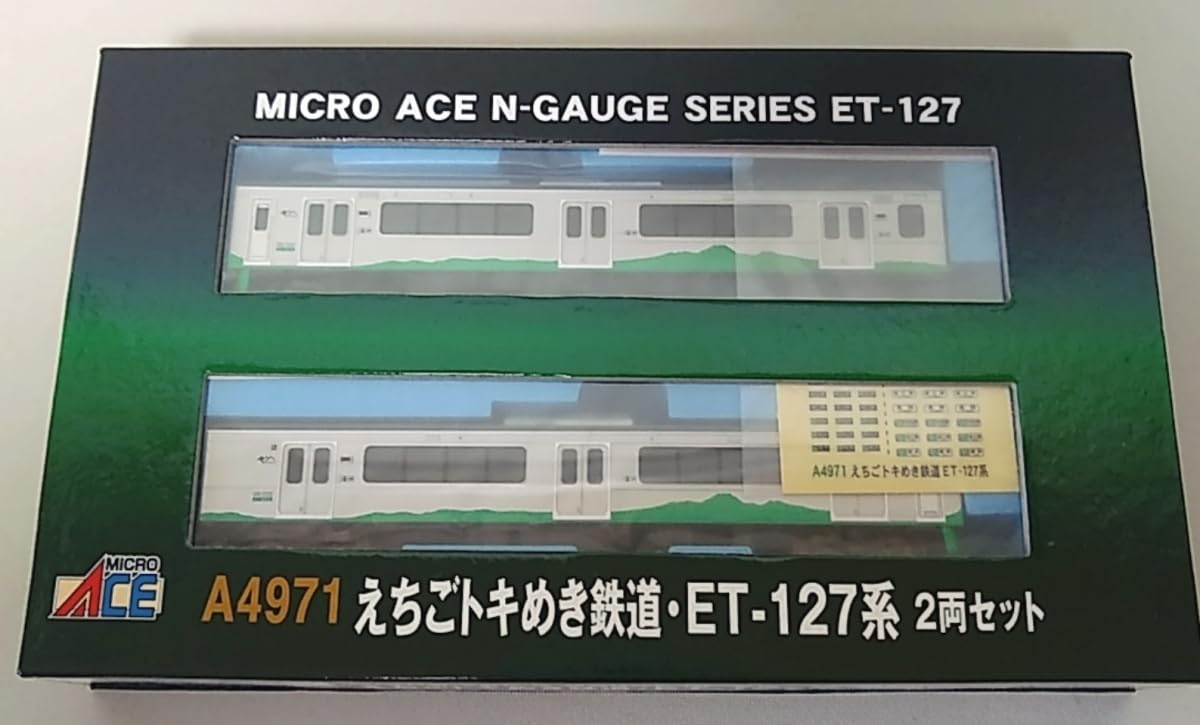 MICRO ACE N-GAUGE SERIES ET-127
A4971 えちごトキめき鉄道 ET-127系
MICRO
ACE
A4971 えちごトキめき鉄道・ET-127系 2両セット